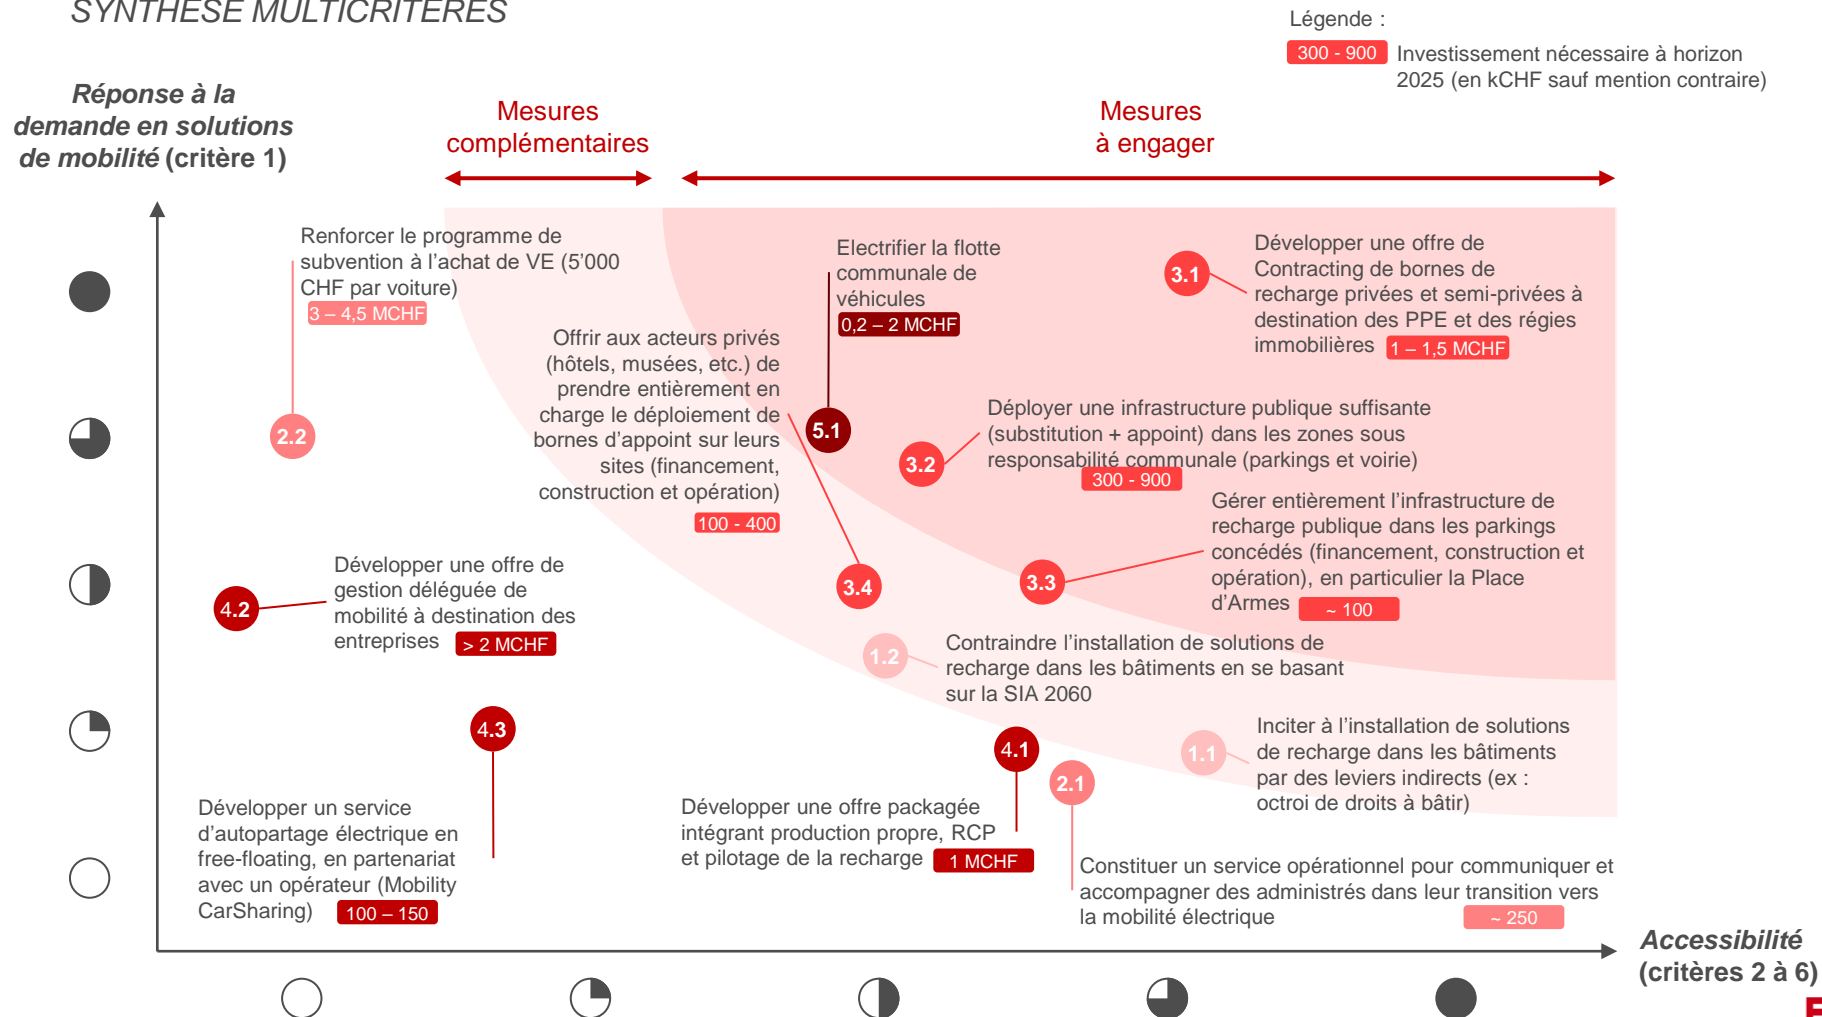 SYNTHÈSE MULTICRITÈRES
Légende :
300 - 900
Investissement nécessaire à horizon
2025 (en kCHF sauf mention contraire)
Réponse à la
demande en solutions
de mobilité (critère 1)
Mesures
complémentaires
Mesures
à engager
Renforcer le programme de
subvention à l’achat de VE (5’000
CHF par voiture)
3 – 4,5 MCHF
2.2
Electrifier la flotte
communale de
véhicules
0,2 – 2 MCHF
5.1
3.1
Développer une offre de
Contracting de bornes de
recharge privées et semi-privées à
destination des PPE et des régies
immobilières
1 – 1,5 MCHF
Offrir aux acteurs privés
(hôtels, musées, etc.) de
prendre entièrement en
charge le déploiement de
bornes d’appoint sur leurs
sites (financement,
construction et opération)
100 - 400
3.4
3.2
Déployer une infrastructure publique suffisante
(substitution + appoint) dans les zones sous
responsabilité communale (parkings et voirie)
300 - 900
3.3
Gérer entièrement l’infrastructure de
recharge publique dans les parkings
concédés (financement, construction et
opération), en particulier la Place
d’Armes
~ 100
4.2
Développer une offre de
gestion déléguée de
mobilité à destination des
entreprises
> 2 MCHF
1.2
Contraindre l’installation de solutions de
recharge dans les bâtiments en se basant
sur la SIA 2060
4.3
Développer un service
d’autopartage électrique en
free-floating, en partenariat
avec un opérateur (Mobility
CarSharing)
100 – 150
4.1
Développer une offre packagée
intégrant production propre, RCP
et pilotage de la recharge
1 MCHF
1.1
Inciter à l’installation de solutions
de recharge dans les bâtiments
par des leviers indirects (ex :
octroi de droits à bâtir)
2.1
Constituer un service opérationnel pour communiquer et
accompagner des administrés dans leur transition vers
la mobilité électrique
~ 250
Accessibilité
(critères 2 à 6)